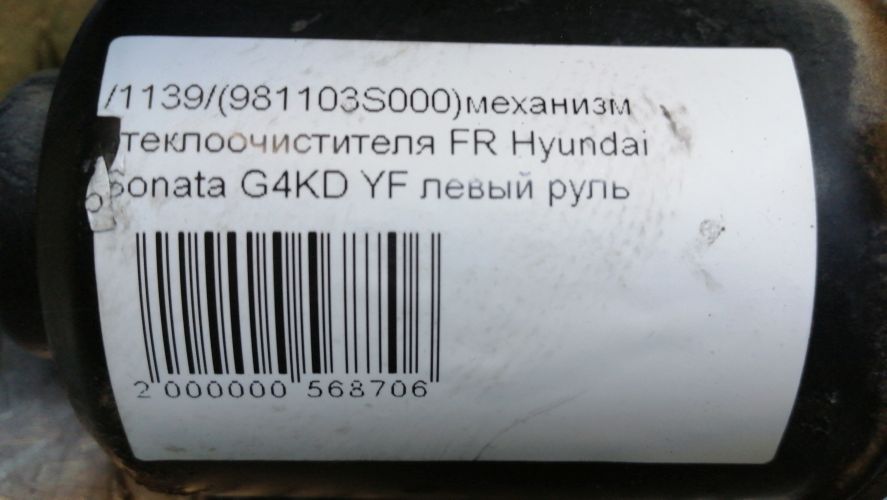 /1139/(981103S000)механизм
теклоочистителя FR Hyundai
Sonata G4KD YF левый руль
2 000000 568706